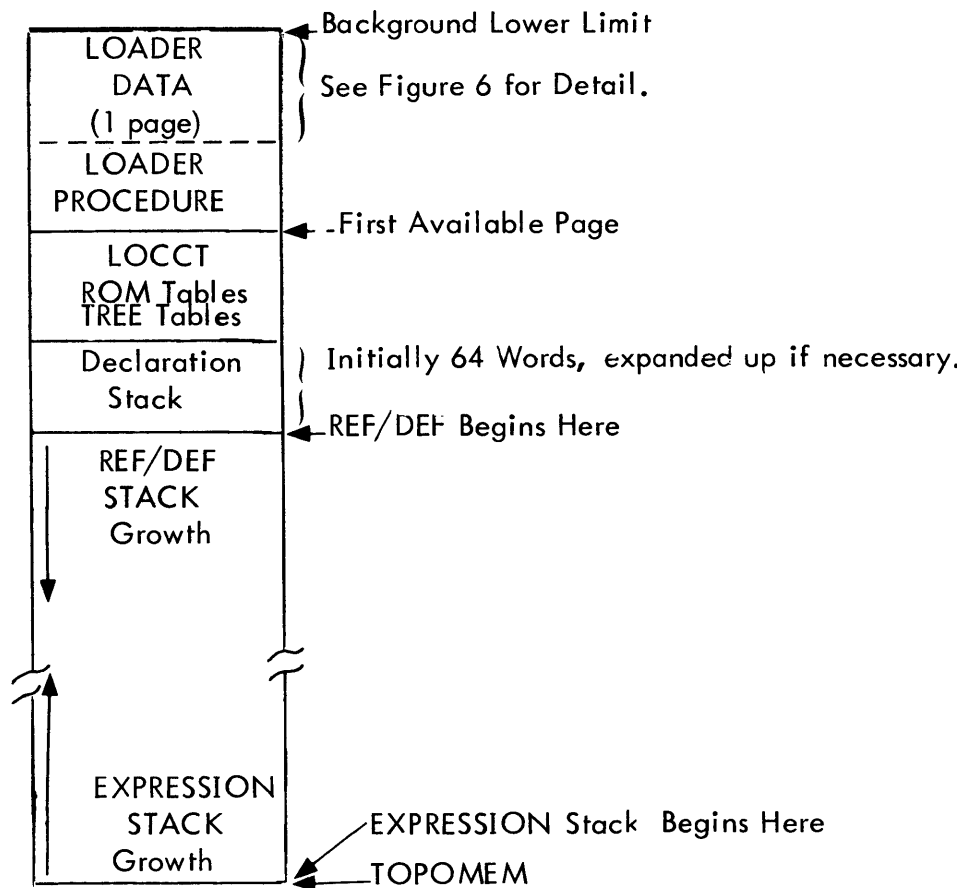 Background Lower Limit
LOADER
DATA
(1 page)
See Figure 6 for Detail.
LOADER
PROCEDURE
First Available Page
LOCCT
ROM Tables
TREE Tables
Declaration
Stack
Initially 64 Words, expanded up if necessary.
REF/DEF Begins Here
REF/DEF
STACK
Growth
EXPRESSION
STACK
Growth
EXPRESSION Stack Begins Here
TOPOMEM